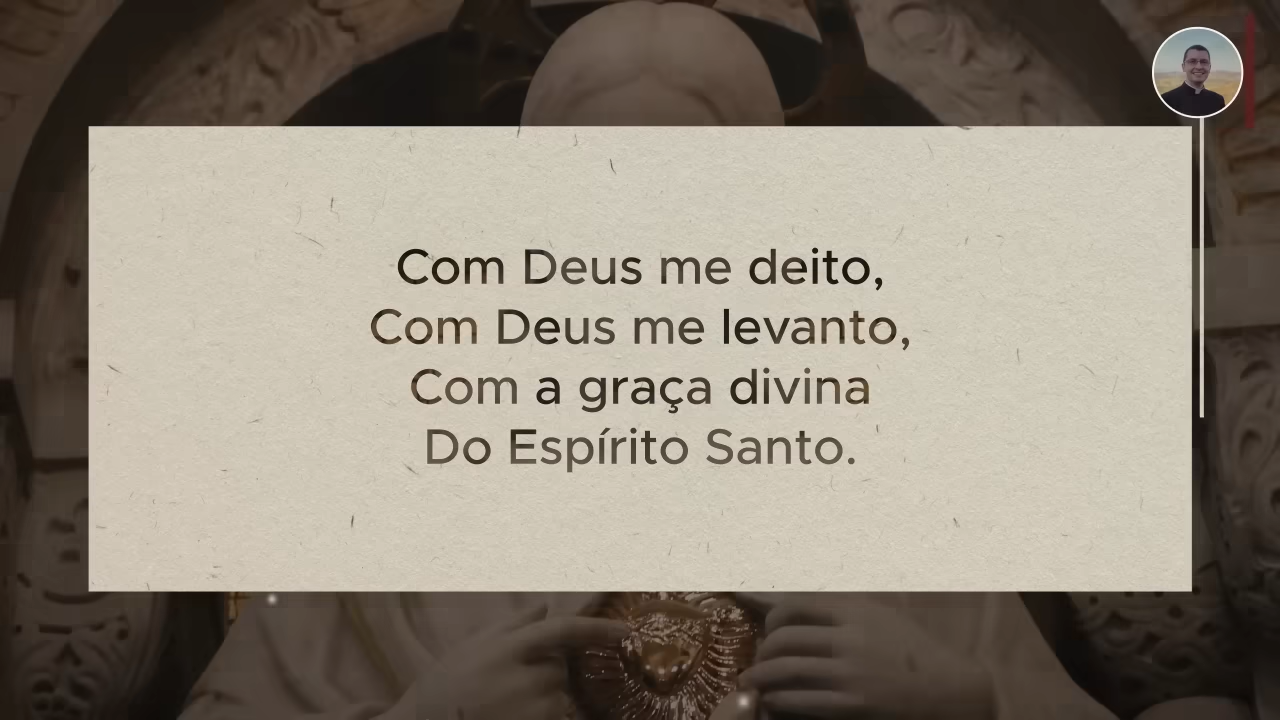 Com Deus me deito,
Com Deus me levanto,
Com a graça divina
Do Espírito Santo.